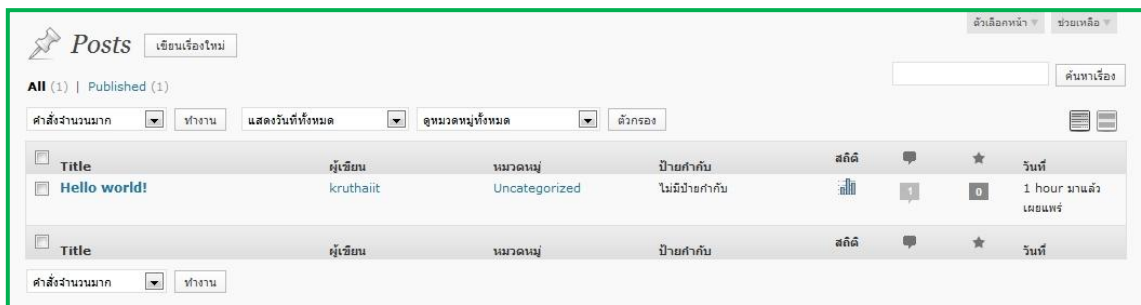 ตัวเลือกหน้า ช่วยเหลือ
Posts เขียนเรื่องใหม่
All (1) | Published (1)
ค้นหาเรื่อง
คำสั่งจำนวนมาก ทำงาน แสดงวันที่ทั้งหมด ดูหมวดหมู่ทั้งหมด ตัวกรอง
Title ผู้เขียน หมวดหมู่ ป้ายกำกับ สถิติ วันที่
Hello world! kruthaiit Uncategorized ไม่มีป้ายกำกับ 1 0 1 hour มาแล้ว
เผยแพร่
Title ผู้เขียน หมวดหมู่ ป้ายกำกับ สถิติ วันที่
คำสั่งจำนวนมาก ทำงาน